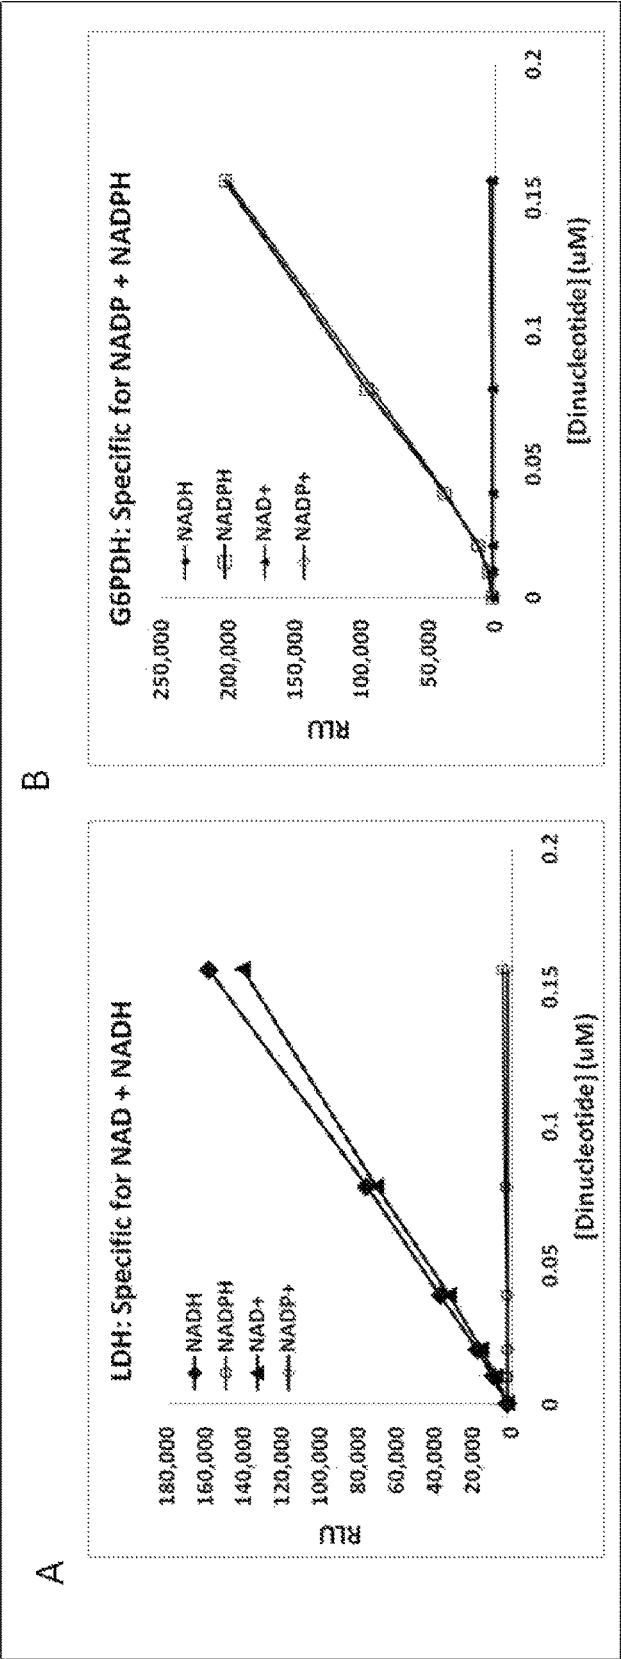 A
LDH: Specific for NAD + NADH
RLU
180,000
160,000
140,000
120,000
100,000
80,000
60,000
40,000
20,000
0
NADH
NADPH
NAD+
NADP+
0
0.05
0.1
0.15
0.2
[Dinucleotide] (uM)
B
G6PDH: Specific for NADP + NADPH
RLU
250,000
200,000
150,000
100,000
50,000
0
NADH
NADPH
NAD+
NADP+
0
0.05
0.1
0.15
0.2
[Dinucleotide] (uM)